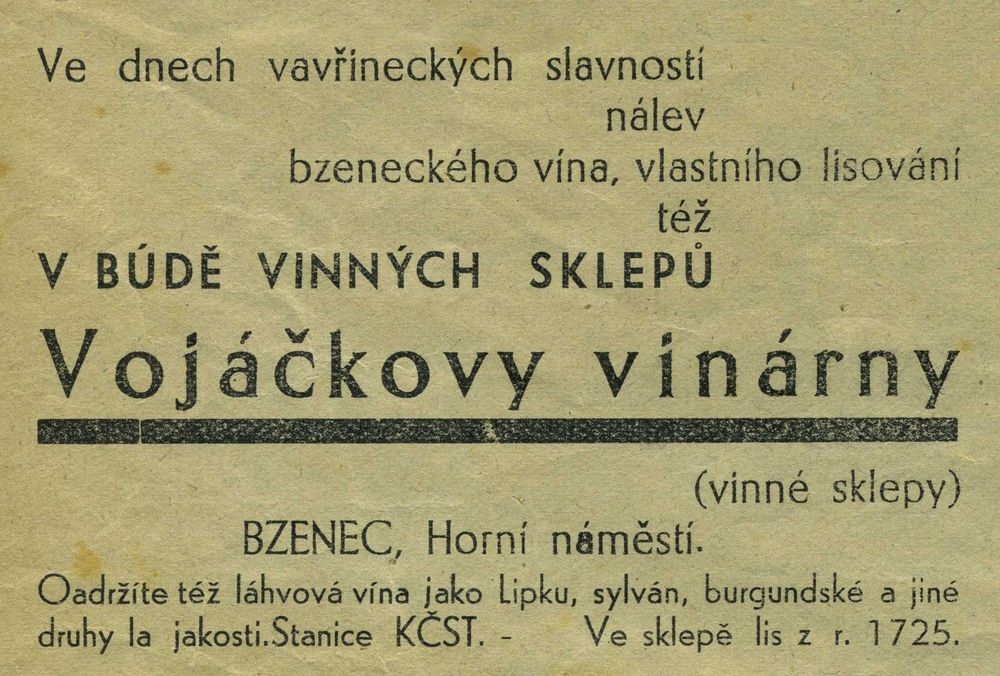 Ve dnech vavřineckých slavností
nálev
bzeneckého vína, vlastního lisování
též
V BÚDĚ VINNÝCH SKLEPŮ
Vojáčkovy vinárny
(vinné sklepy)
BZENEC, Horní náměstí.
Oadržíte též láhvová vína jako Lipku, sylván, burgundské a jiné
druhy la jakosti.Stanice KČST. - Ve sklepě lis z r. 1725.